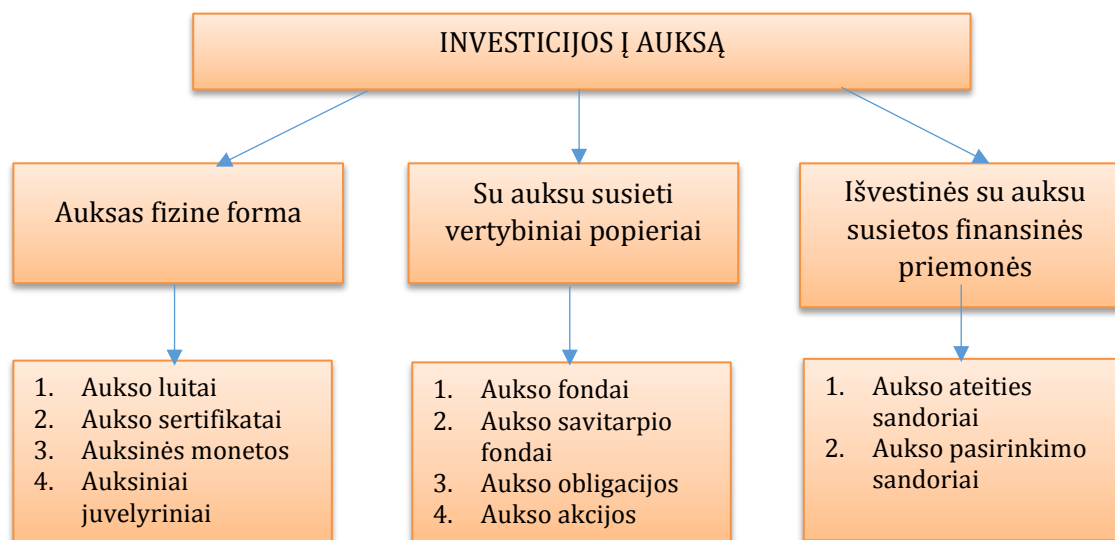 INVESTICIJOS Į AUKSĄ
Auksas fizine forma
Su auksu susieti
vertybiniai popieriai
Išvestinės su auksu
susietos finansinės
priemonės
1. Aukso luitai
2. Aukso sertifikatai
3. Auksinės monetos
4. Auksiniai
juvelyriniai
1. Aukso fondai
2. Aukso savitarpio
fondai
3. Aukso obligacijos
4. Aukso akcijos
1. Aukso ateities
sandoriai
2. Aukso pasirinkimo
sandoriai